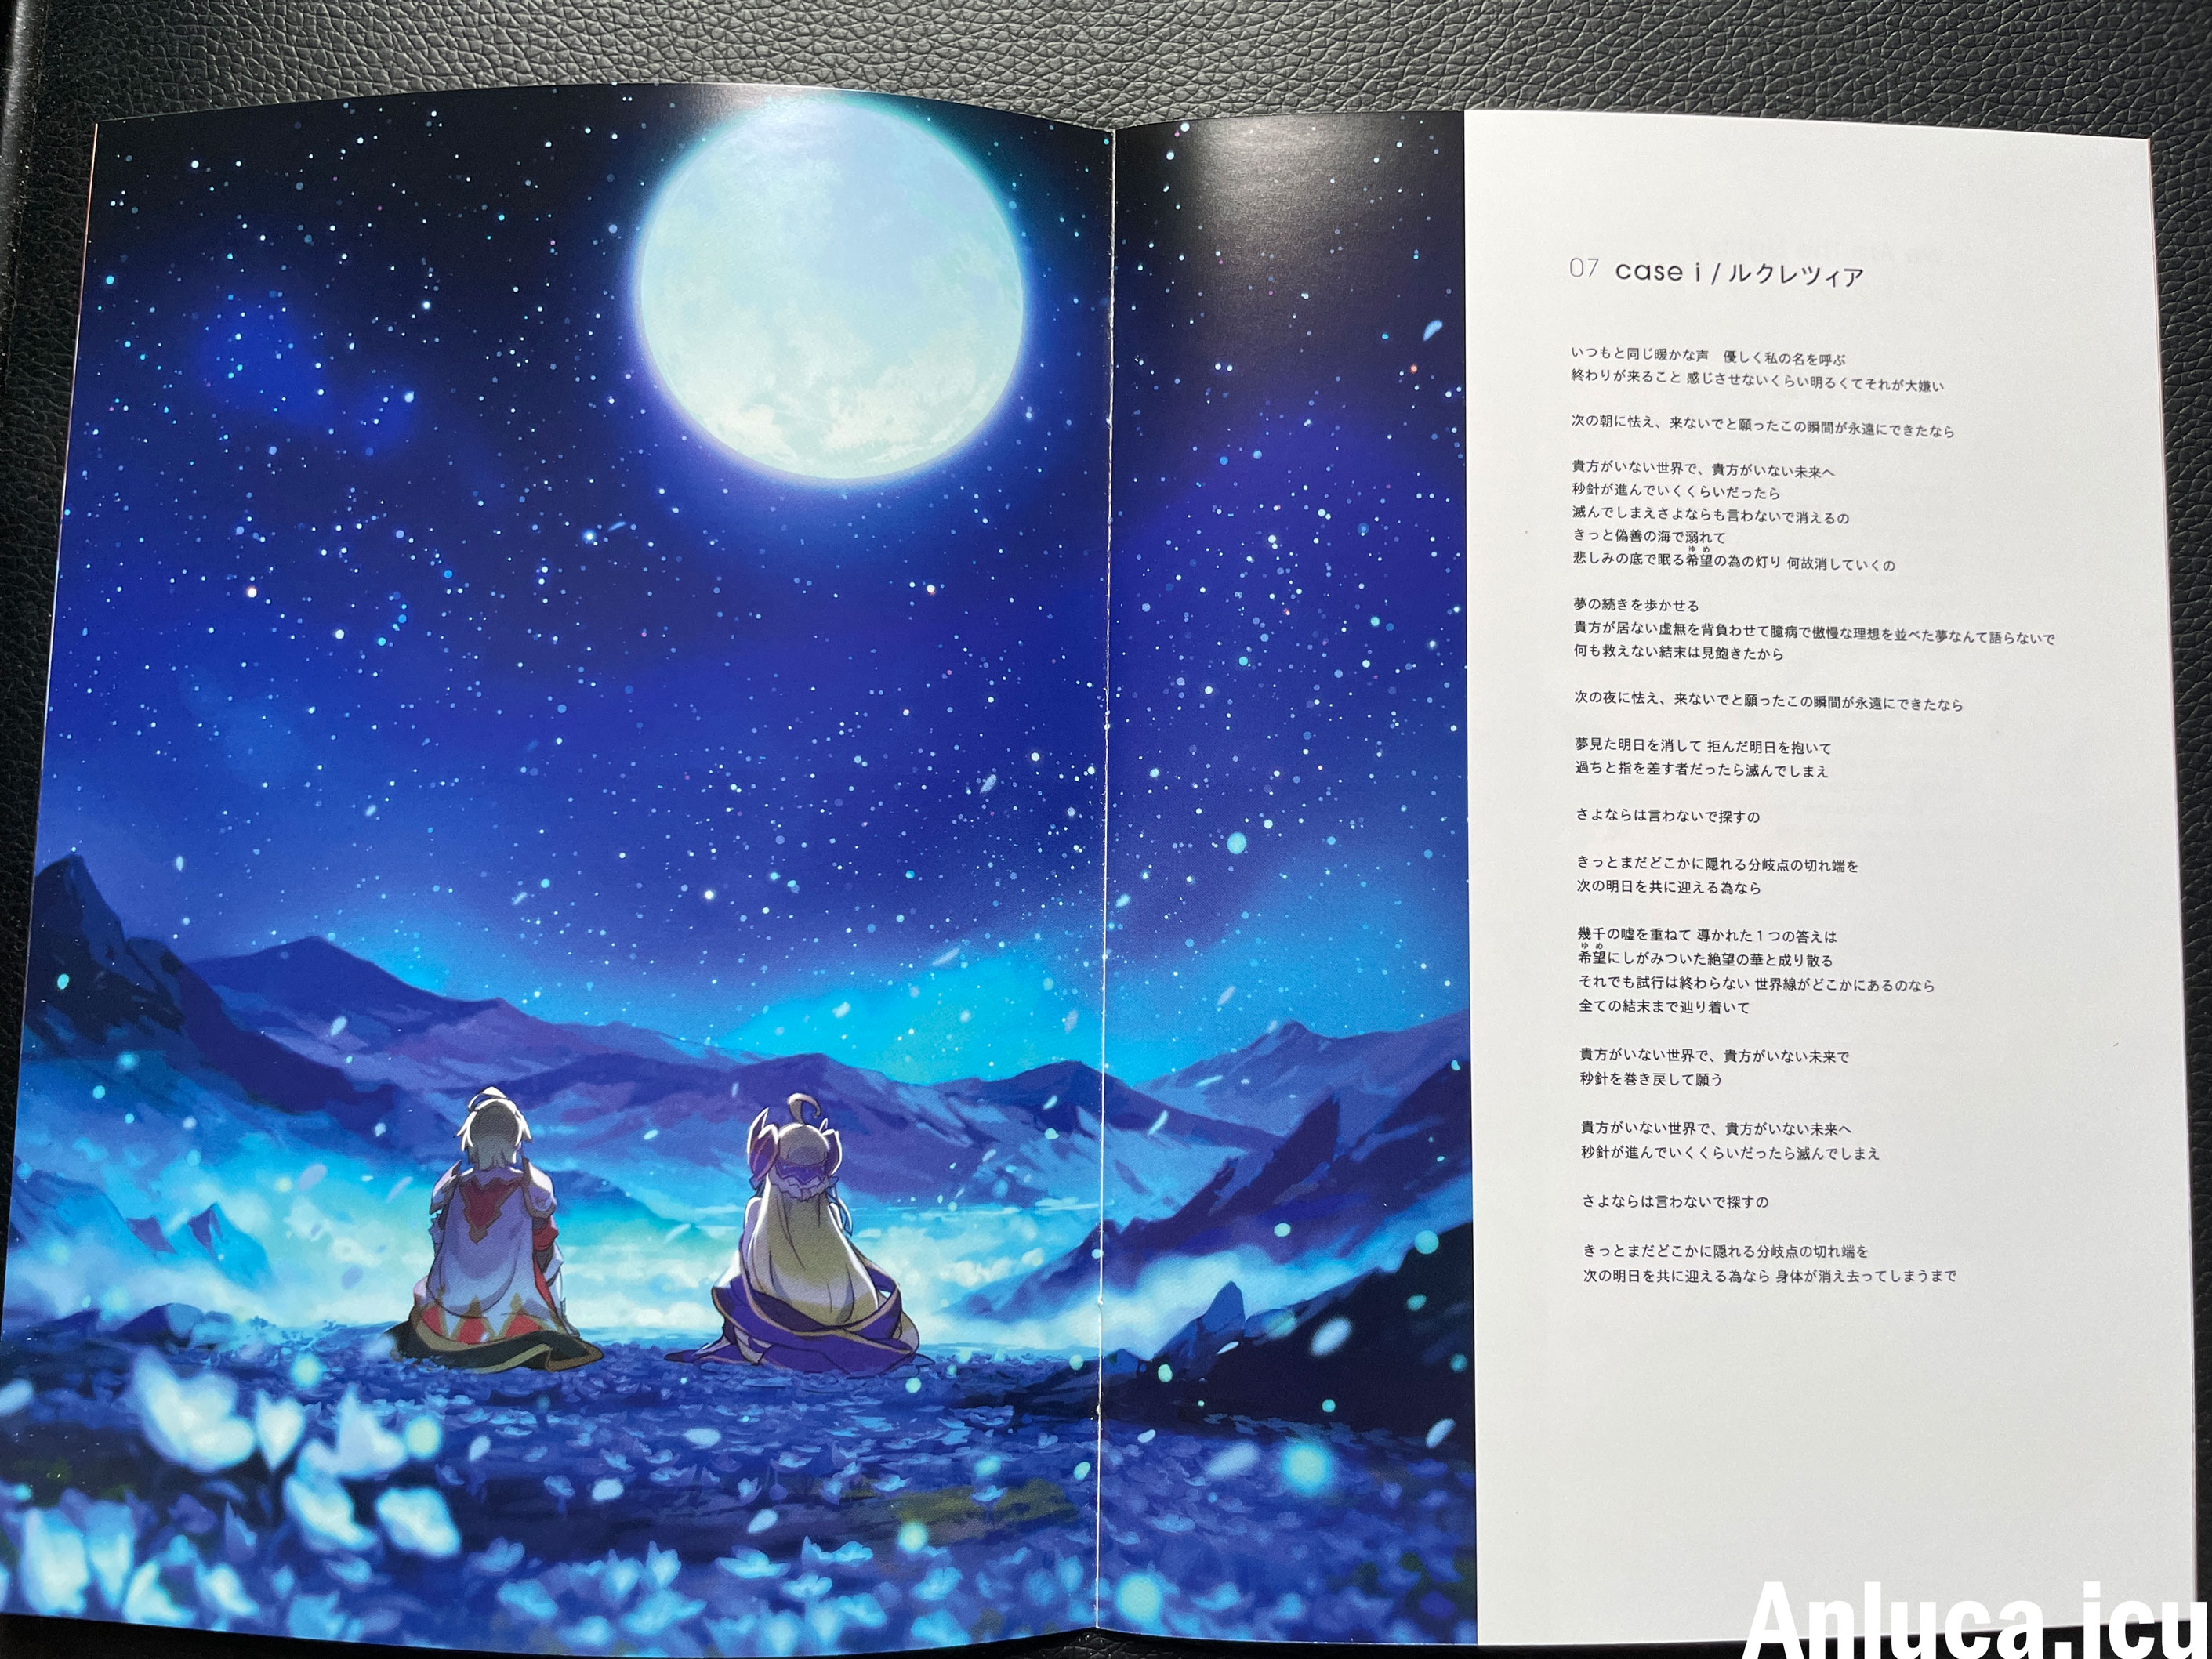 07 case i / ルクレツィア
いつもと同じ暖かな声　優しく私の名を呼ぶ
終わりが来ること 感じさせないくらい明るくてそれが大嫌い
次の朝に怯え、来ないでと願ったこの瞬間が永遠にできたなら
貴方がいない世界で、貴方がいない未来へ
秒針が進んでいくくらいだったら
滅んでしまえさよならも言わないで消えるの
きっと偽善の海で溺れて
ゆめ
悲しみの底で眠る希望の為の灯り 何故消していくの
夢の続きを歩かせる
貴方が居ない虚無を背負わせて臆病で傲慢な理想を並べた夢なんて語らないで
何も救えない結末は見飽きたから
次の夜に怯え、来ないでと願ったこの瞬間が永遠にできたなら
夢見た明日を消して 拒んだ明日を抱いて
過ちと指を差す者だったら滅んでしまえ
さよならは言わないで探すの
きっとまだどこかに隠れる分岐点の切れ端を
次の明日を共に迎える為なら
幾千の嘘を重ねて 導かれた１つの答えは
ゆめ
希望にしがみついた絶望の華と成り散る
それでも試行は終わらない 世界線がどこかにあるのなら
全ての結末まで辿り着いて
貴方がいない世界で、貴方がいない未来で
秒針を巻き戻して願う
貴方がいない世界で、貴方がいない未来へ
秒針が進んでいくくらいだったら滅んでしまえ
さよならは言わないで探すの
きっとまだどこかに隠れる分岐点の切れ端を
次の明日を共に迎える為なら 身体が消え去ってしまうまで
Anluca.icu